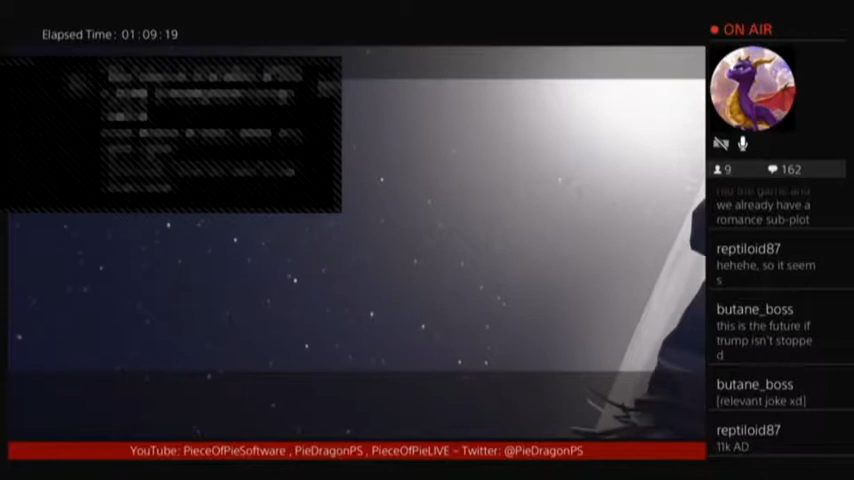 Elapsed Time: 01:09:19
ON AIR
9
162
we already have a
romance sub-plot
reptiloid87
hehehe, so it seem
s
butane_boss
this is the future if
trump isn't stoppe
d
butane_boss
[relevant joke xd]
reptiloid87
11k AD
YouTube: PieceOfPieSoftware , PieDragonPS , PieceOfPieLIVE – Twitter: @PieDragonPS